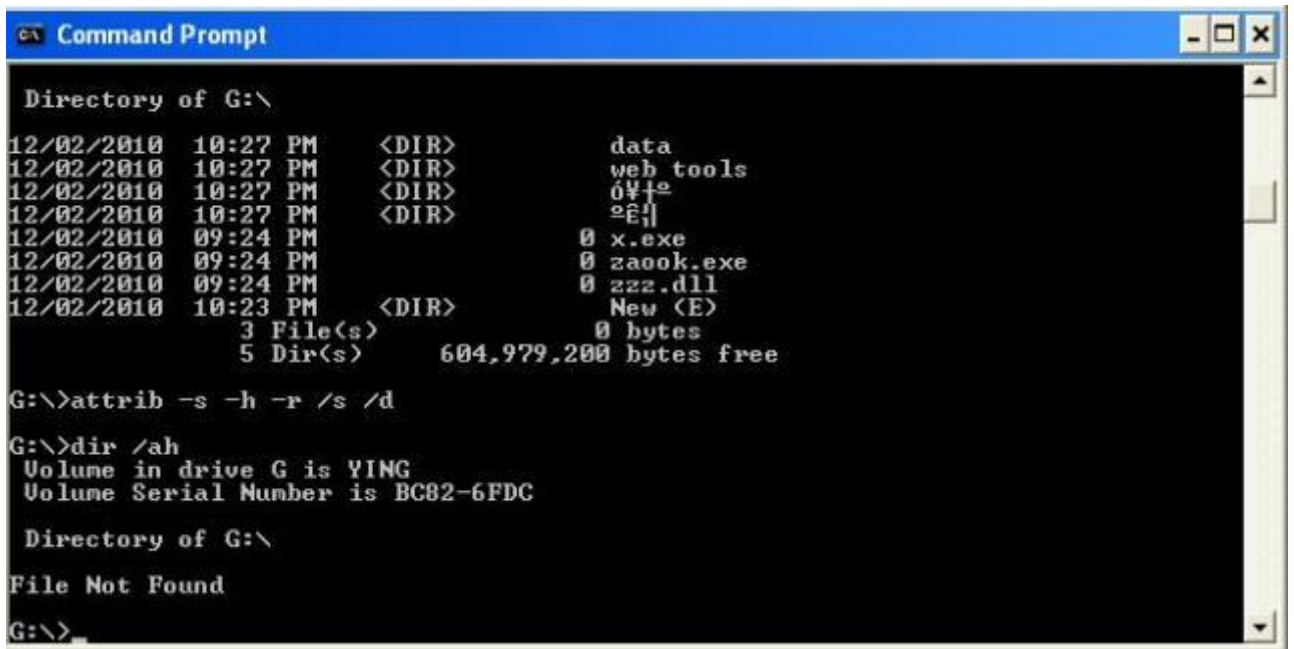 Command Prompt
Directory of G:\
12/02/2010 10:27 PM <DIR> data
12/02/2010 10:27 PM <DIR> web tools
12/02/2010 10:27 PM <DIR> ó¥┼º
12/02/2010 10:27 PM <DIR> ºÊ¦‖
12/02/2010 09:24 PM 0 x.exe
12/02/2010 09:24 PM 0 zaook.exe
12/02/2010 09:24 PM 0 zzz.dll
12/02/2010 10:23 PM <DIR> New (E)
3 File(s) 0 bytes
5 Dir(s) 604,979,200 bytes free
G:\>attrib -s -h -r /s /d
G:\>dir /ah
Volume in drive G is YING
Volume Serial Number is BC82-6FDC
Directory of G:\
File Not Found
G:\>_